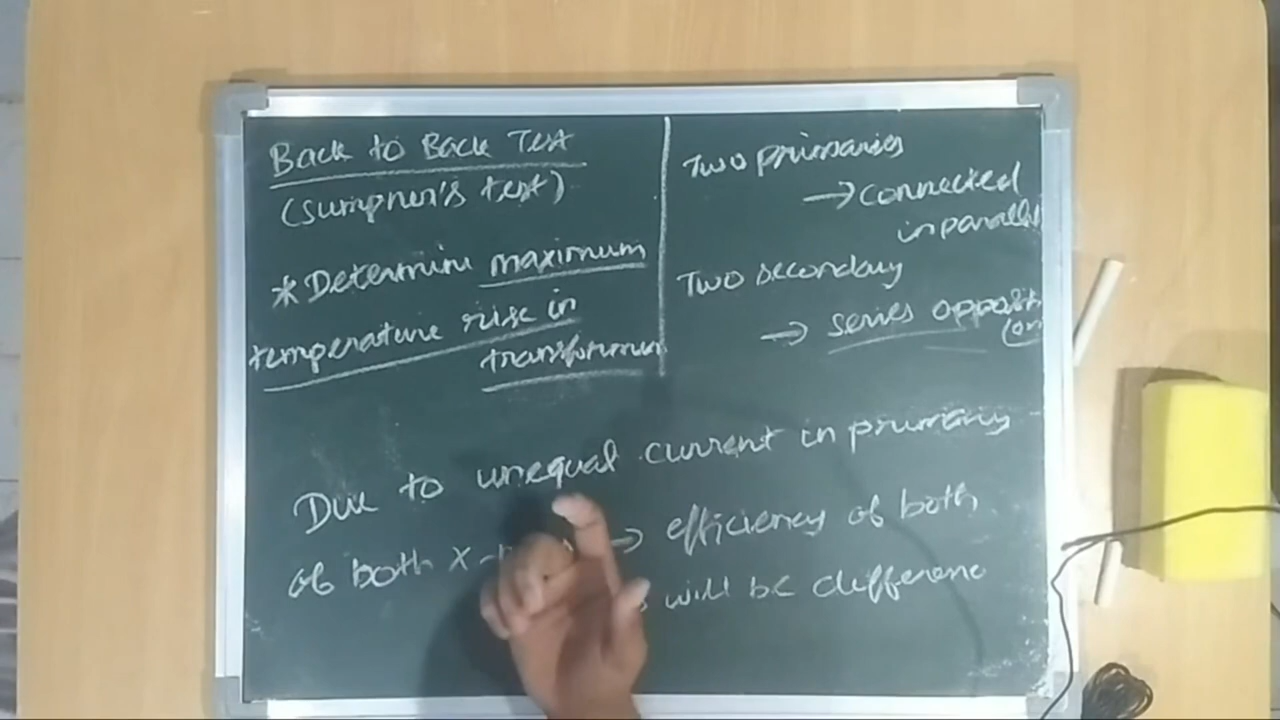 Back to Back Test
(Sumpner's test)
* Determine maximum
temperature rise in
transformer
Two primaries
→ connected
in parallel
Two secondary
→ series opposit
(on
Due to unequal current in primary
of both x- → efficiency of both
will be difference